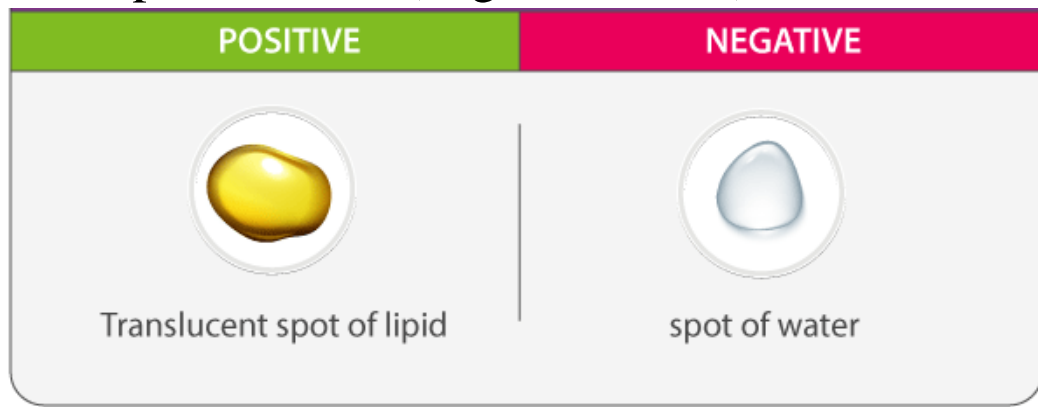 POSITIVE NEGATIVE
Translucent spot of lipid spot of water